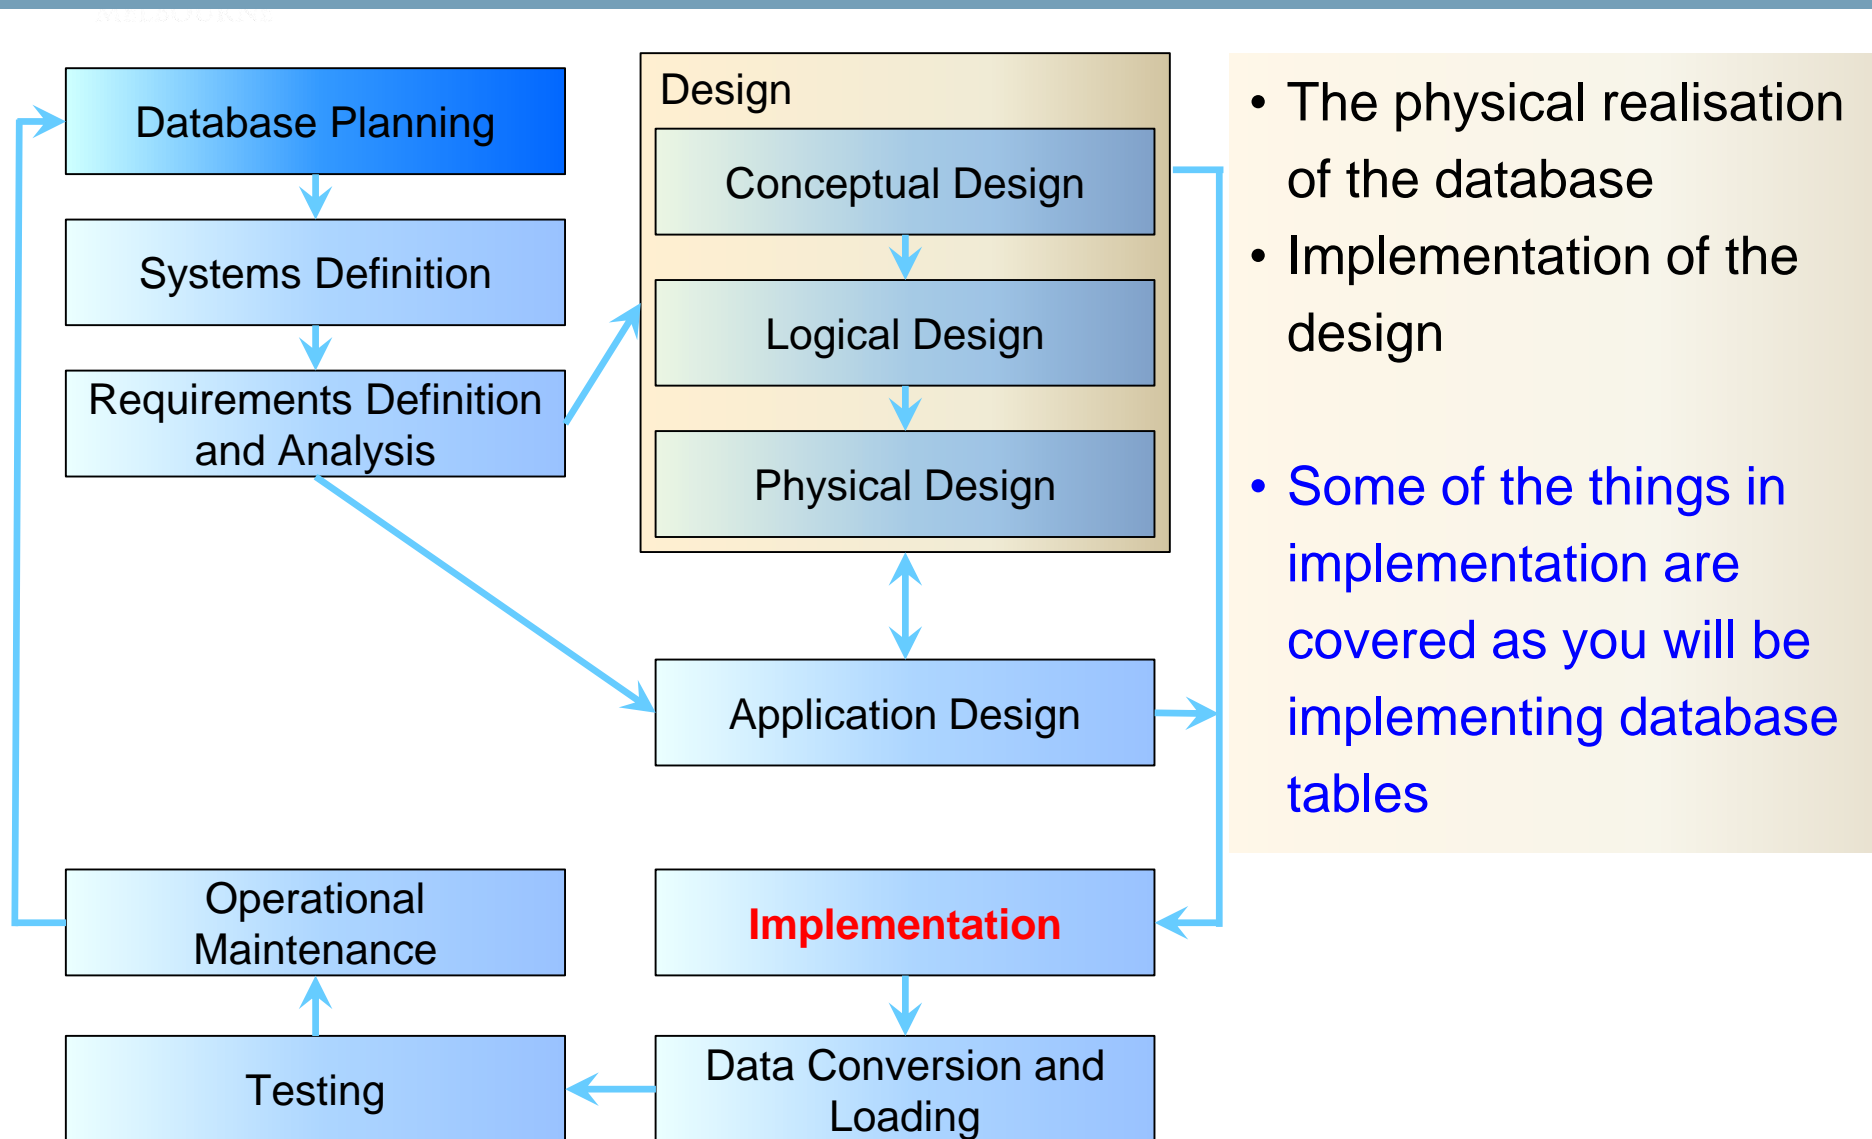 Database Planning
Systems Definition
Requirements Definition
and Analysis
Design
Conceptual Design
Logical Design
Physical Design
Application Design
Implementation
Data Conversion and
Loading
Testing
Operational
Maintenance
• The physical realisation
of the database
• Implementation of the
design
• Some of the things in
implementation are
covered as you will be
implementing database
tables